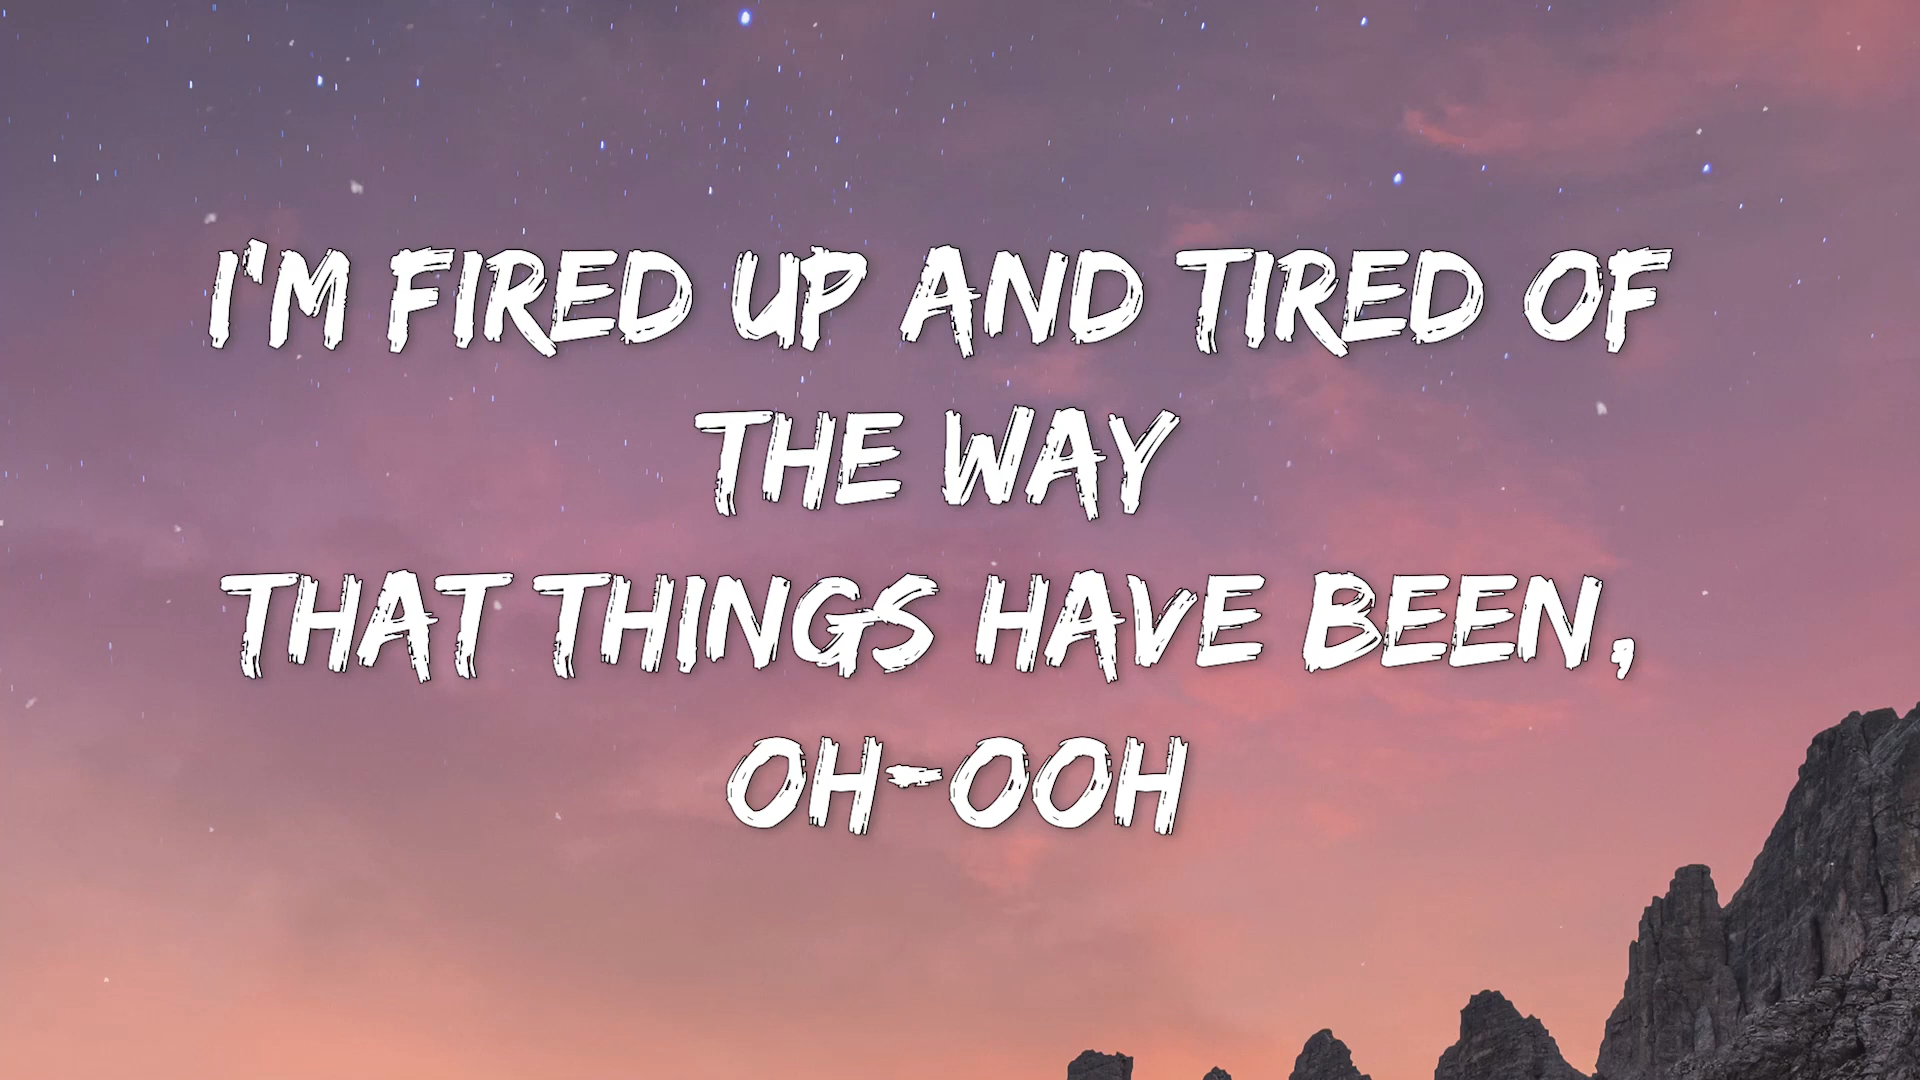 I'M FIRED UP AND TIRED OF
THE WAY
THAT THINGS HAVE BEEN,
OH-OOH